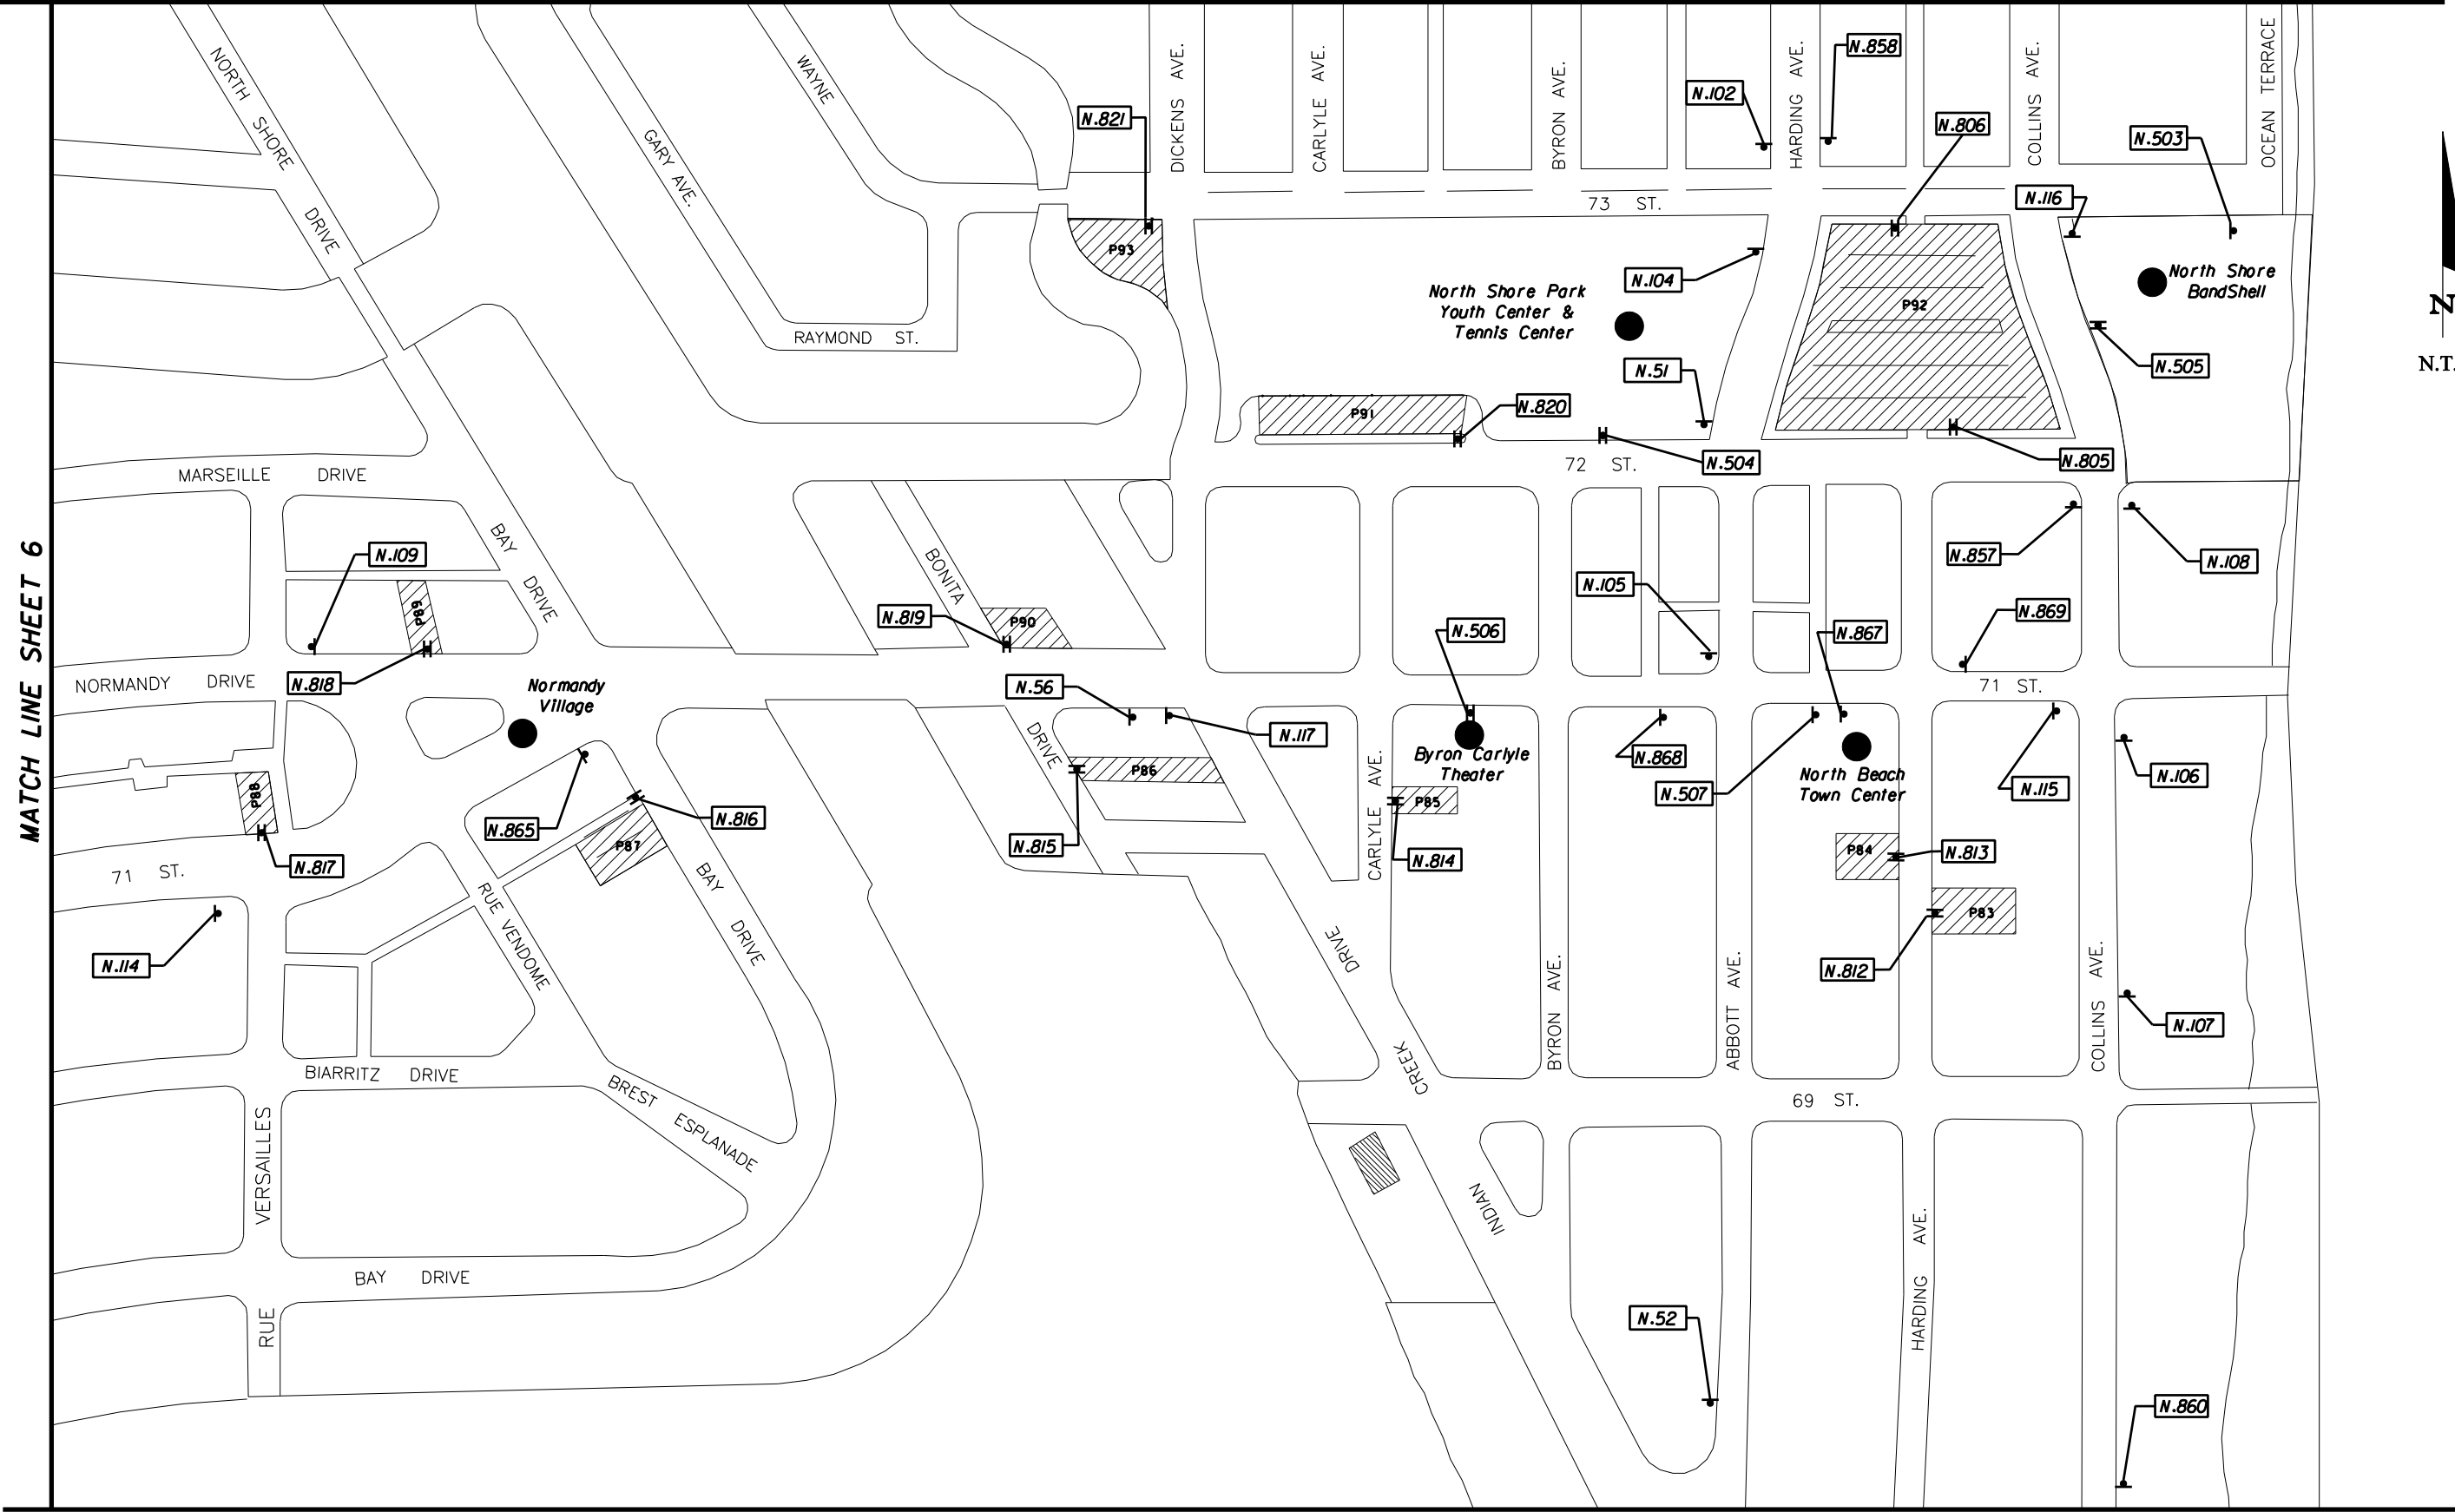 NORTH SHORE DRIVE
WAYNE
GARY AVE.
RAYMOND ST.
DICKENS AVE.
CARLYLE AVE.
BYRON AVE.
HARDING AVE.
COLLINS AVE.
OCEAN TERRACE
N.858
N.102
N.821
N.806
N.503
N.116
73 ST.
P93
N.104
North Shore Park
Youth Center &
Tennis Center
North Shore
BandShell
P92
N
N.T.
N.505
N.51
P91
N.820
N.504
N.805
72 ST.
MARSEILLE DRIVE
BAY DRIVE
MATCH LINE SHEET 6
N.109
P89
N.818
BONITA
DRIVE
N.819
P90
N.105
N.506
N.867
N.857
N.108
N.869
NORMANDY DRIVE
71 ST.
Normandy
Village
N.56
N.117
P86
N.815
Byron Carlyle
Theater
CARLYLE AVE.
P85
N.814
N.868
N.507
North Beach
Town Center
N.115
N.106
P88
N.817
N.865
N.816
P87
P84
N.813
P83
N.812
71 ST.
N.114
RUE VENDOME
BAY DRIVE
INDIAN CREEK DRIVE
BYRON AVE.
ABBOTT AVE.
COLLINS AVE.
N.107
BIARRITZ DRIVE
BREST ESPLANADE
69 ST.
RUE VERSAILLES
BAY DRIVE
HARDING AVE.
N.52
N.860